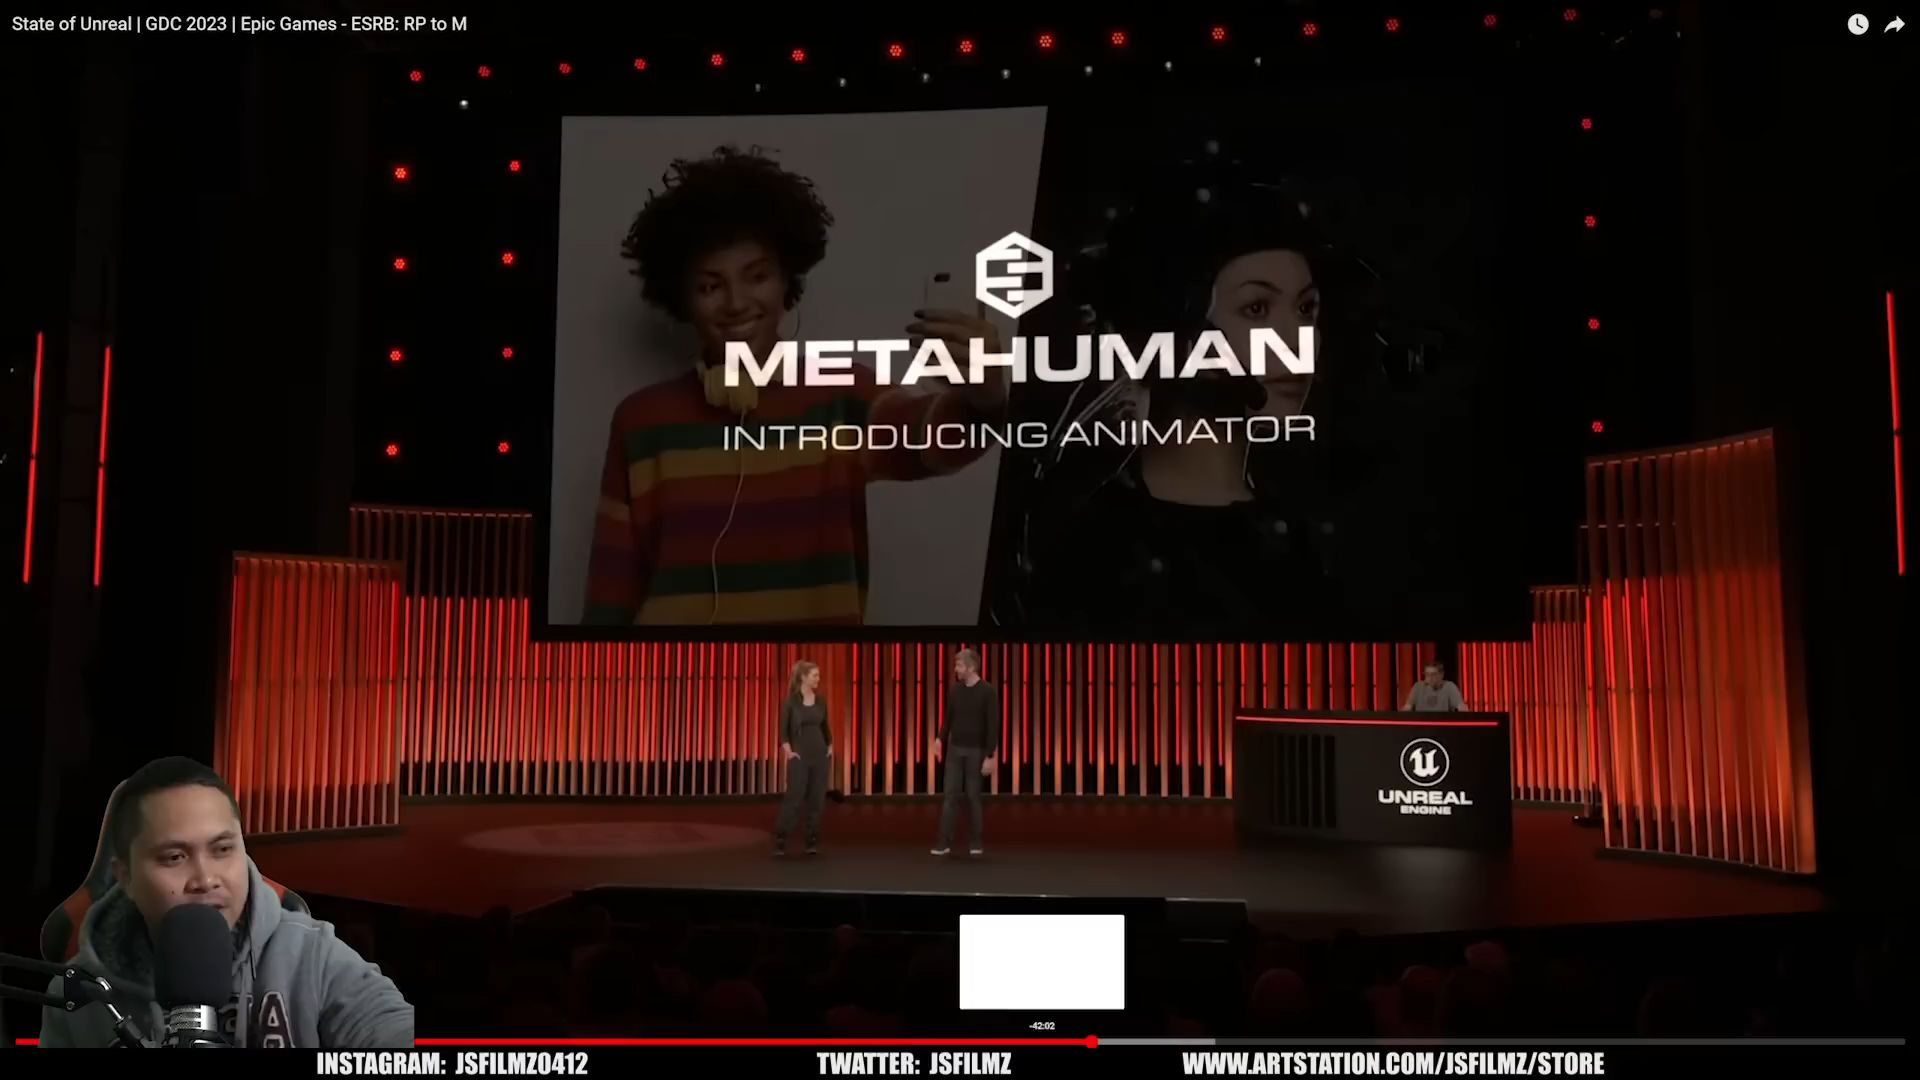 State of Unreal | GDC 2023 | Epic Games - ESRB: RP to M
METAHUMAN
INTRODUCING ANIMATOR
UNREAL
ENGINE
-42:02
INSTAGRAM: JSFILMZ0412
TWATTER: JSFILMZ
WWW.ARTSTATION.COM/JSFILMZ/STORE